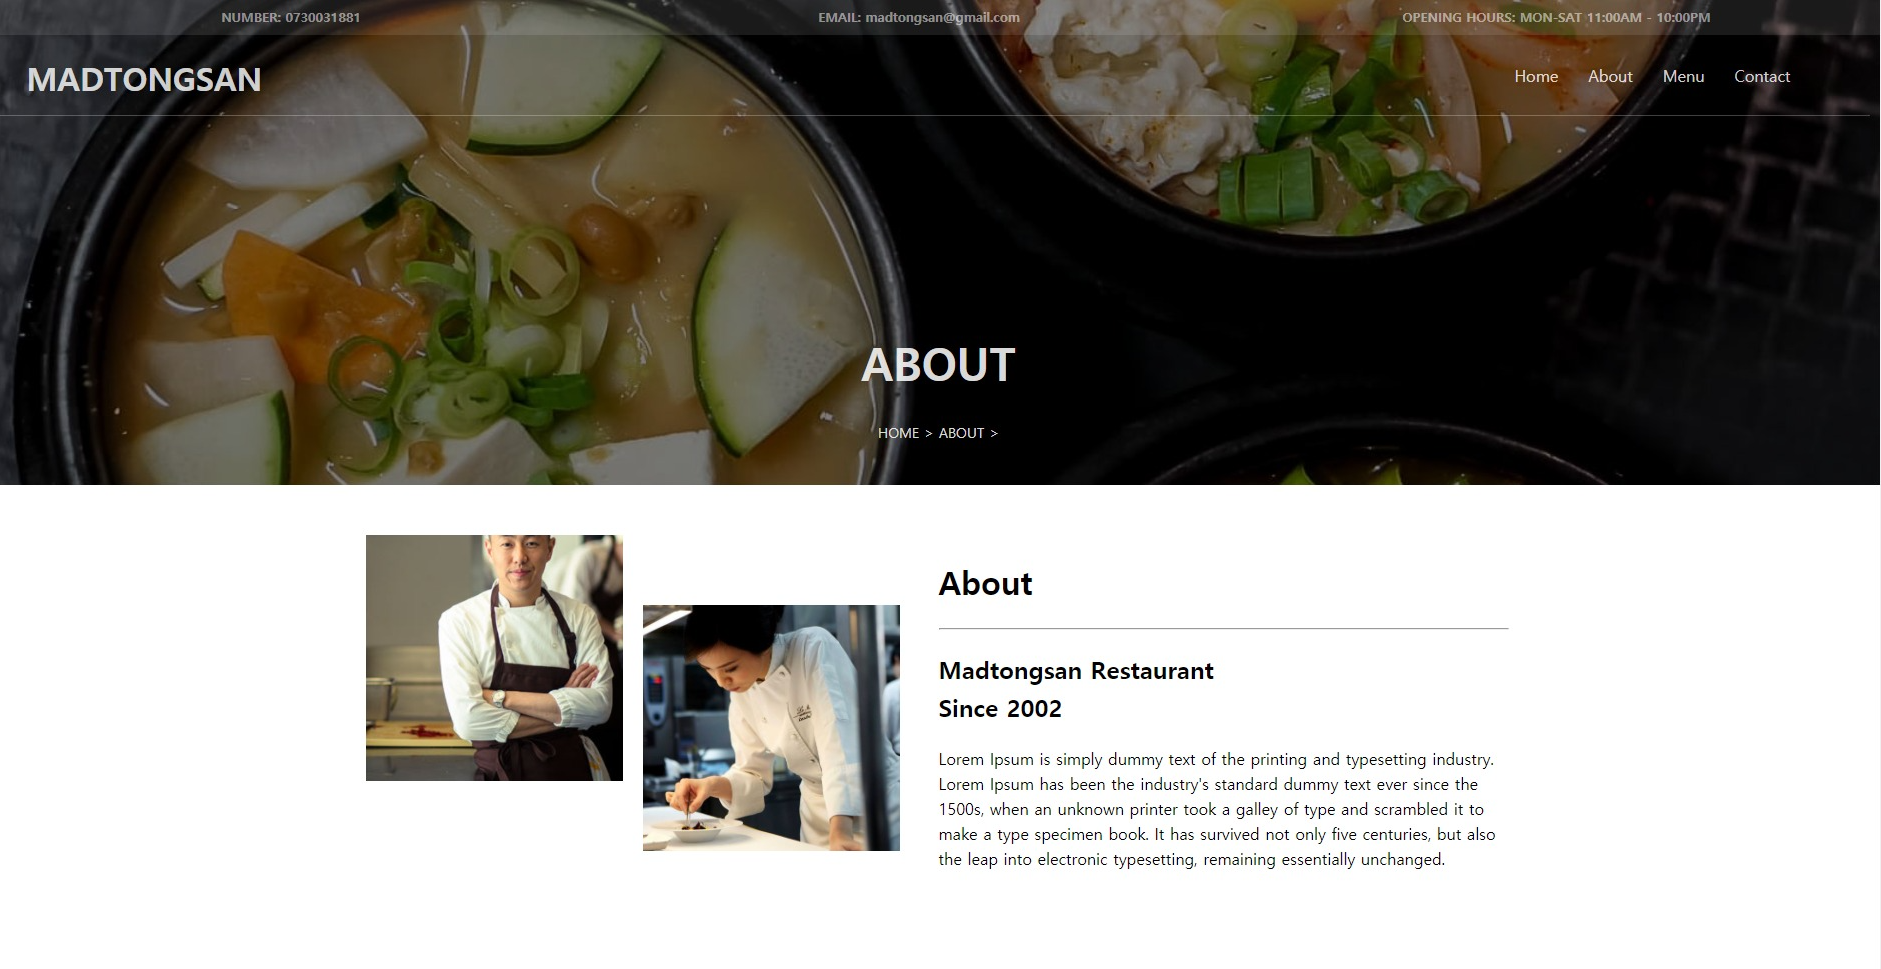 NUMBER: 0730031881
EMAIL: madtongsan@gmail.com
OPENING HOURS: MON-SAT 11:00AM - 10:00PM
MADTONGSAN
Home
About
Menu
Contact
ABOUT
HOME > ABOUT >
About
Madtongsan Restaurant
Since 2002
Lorem Ipsum is simply dummy text of the printing and typesetting industry.
Lorem Ipsum has been the industry's standard dummy text ever since the
1500s, when an unknown printer took a galley of type and scrambled it to
make a type specimen book. It has survived not only five centuries, but also
the leap into electronic typesetting, remaining essentially unchanged.